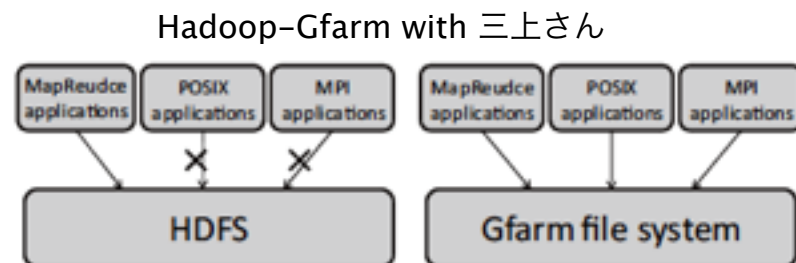 Hadoop-Gfarm with 三上さん
MapReudce applications
POSIX applications
MPI applications
MapReudce applications
POSIX applications
MPI applications
HDFS
Gfarm file system